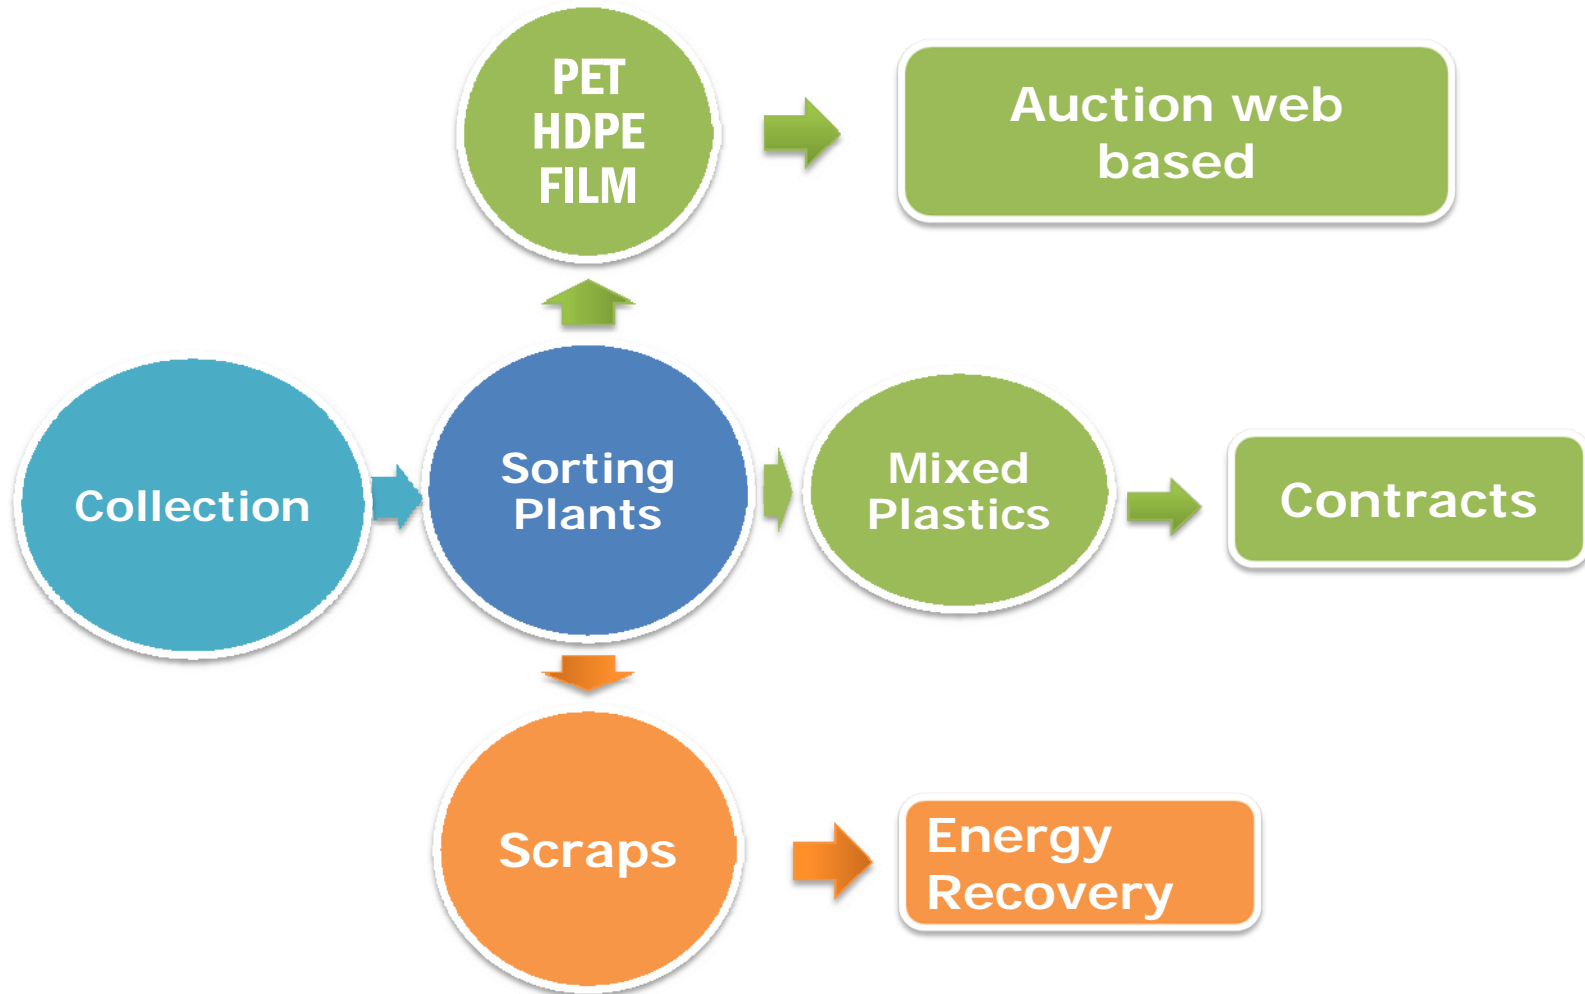 PET
HDPE
FILM
Auction web
based
Collection
Sorting
Plants
Mixed
Plastics
Contracts
Scraps
Energy
Recovery